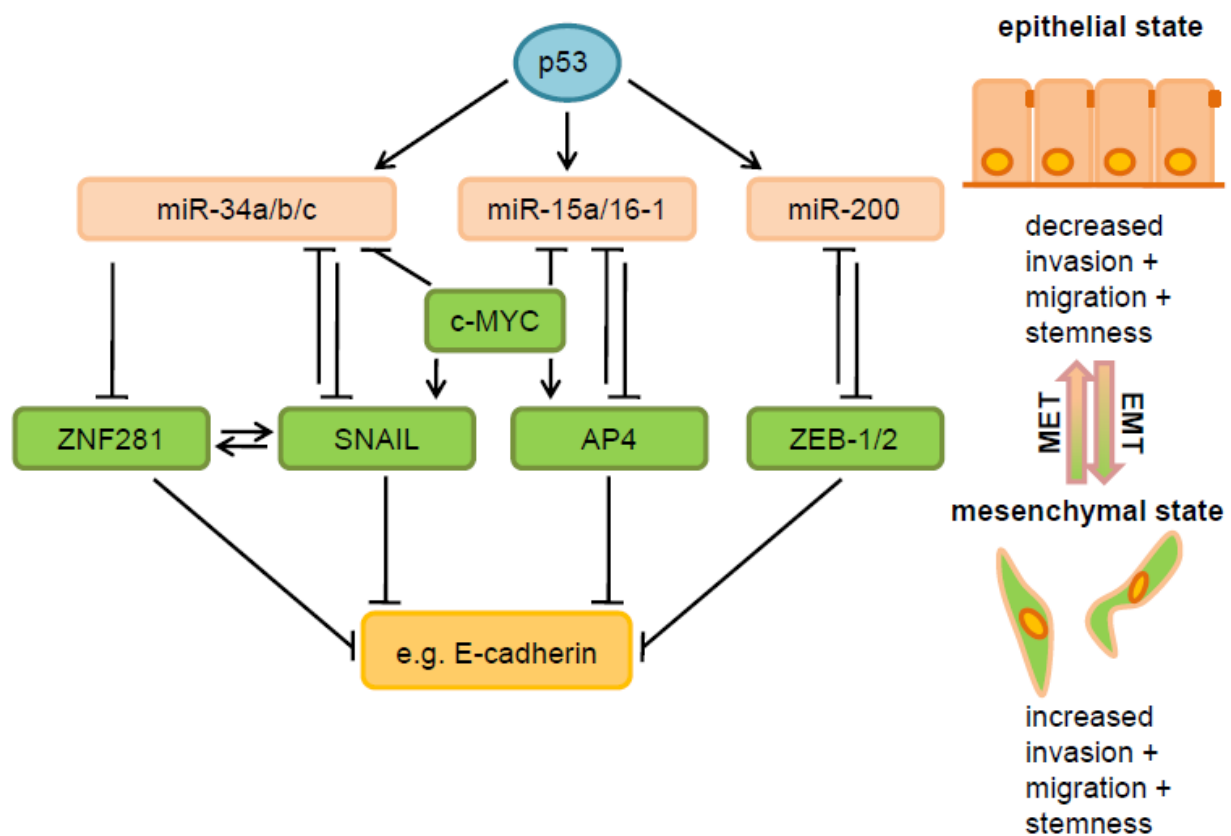 epithelial state
p53
miR-34a/b/c
miR-15a/16-1
miR-200
decreased
invasion +
migration +
stemness
c-MYC
MET
EMT
ZNF281
SNAIL
AP4
ZEB-1/2
mesenchymal state
e.g. E-cadherin
increased
invasion +
migration +
stemness